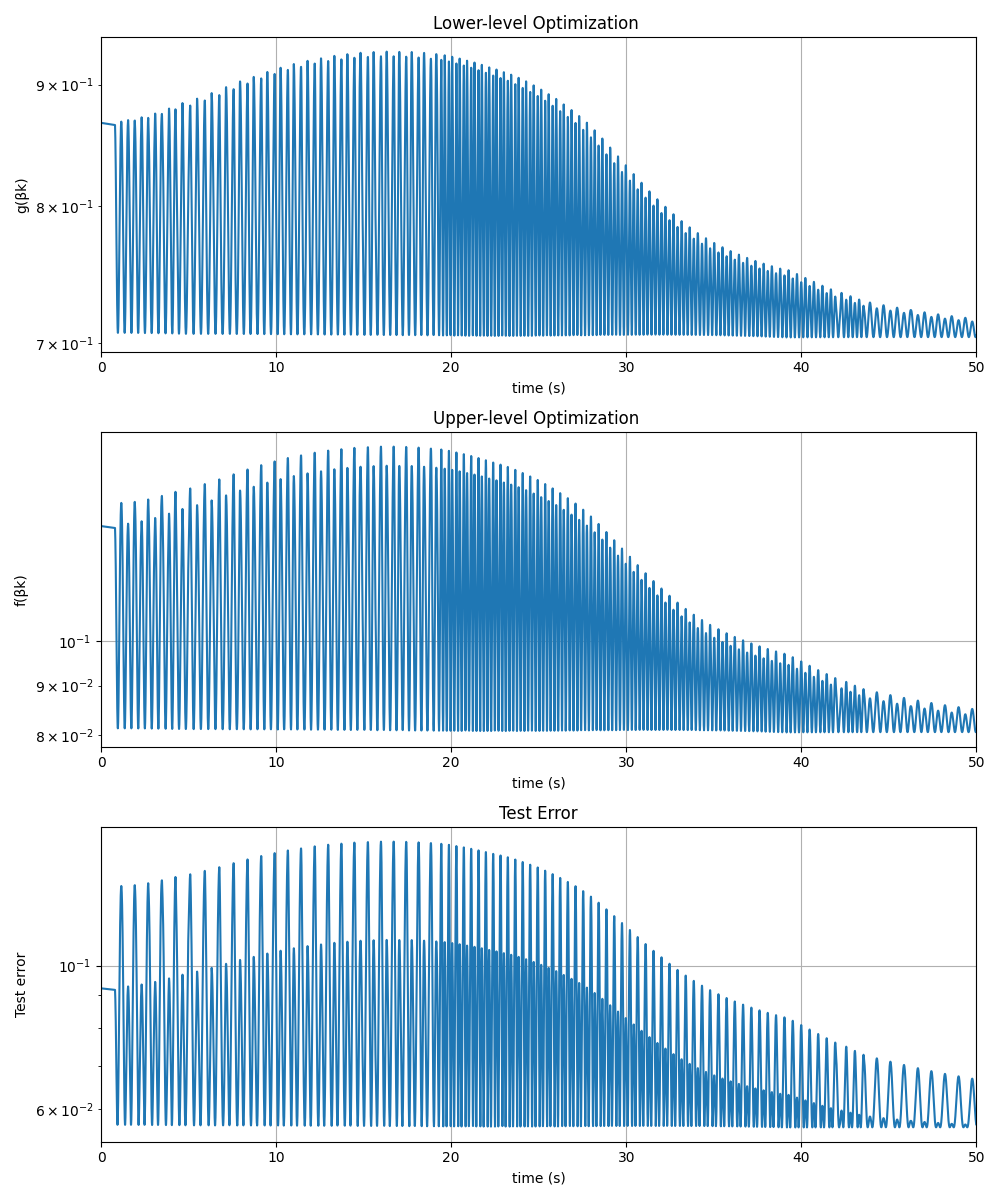 Lower-level Optimization
9 × 10⁻¹
8 × 10⁻¹
7 × 10⁻¹
g(βk)
0 10 20 30 40 50
time (s)
Upper-level Optimization
10⁻¹
9 × 10⁻²
8 × 10⁻²
f(βk)
0 10 20 30 40 50
time (s)
Test Error
10⁻¹
6 × 10⁻²
Test error
0 10 20 30 40 50
time (s)